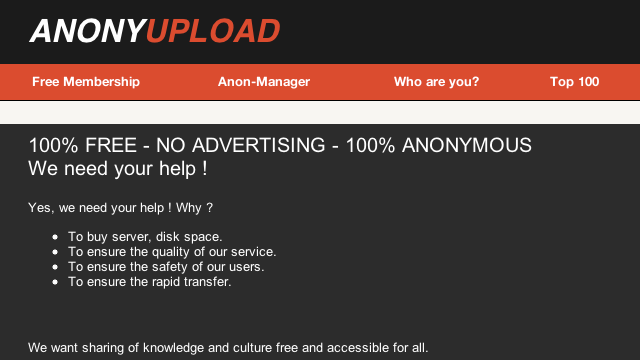 ANONYUPLOAD
Free Membership Anon-Manager Who are you? Top 100
100% FREE - NO ADVERTISING - 100% ANONYMOUS
We need your help !
Yes, we need your help ! Why ?
To buy server, disk space.
To ensure the quality of our service.
To ensure the safety of our users.
To ensure the rapid transfer.
We want sharing of knowledge and culture free and accessible for all.